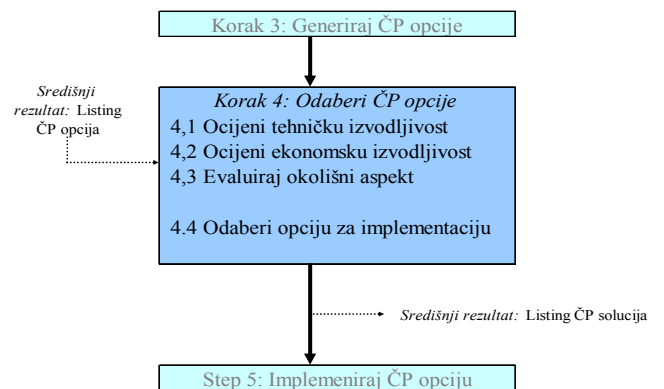 Korak 3: Generiraj ČP opcije
Središnji
rezultat: Listing
ČP opcija
Korak 4: Odaberi ČP opcije
4,1 Ocijeni tehničku izvodljivost
4,2 Ocijeni ekonomsku izvodljivost
4,3 Evaluiraj okolišni aspekt
4.4 Odaberi opciju za implementaciju
Središnji rezultat: Listing ČP solucija
Step 5: Implemeniraj ČP opciju